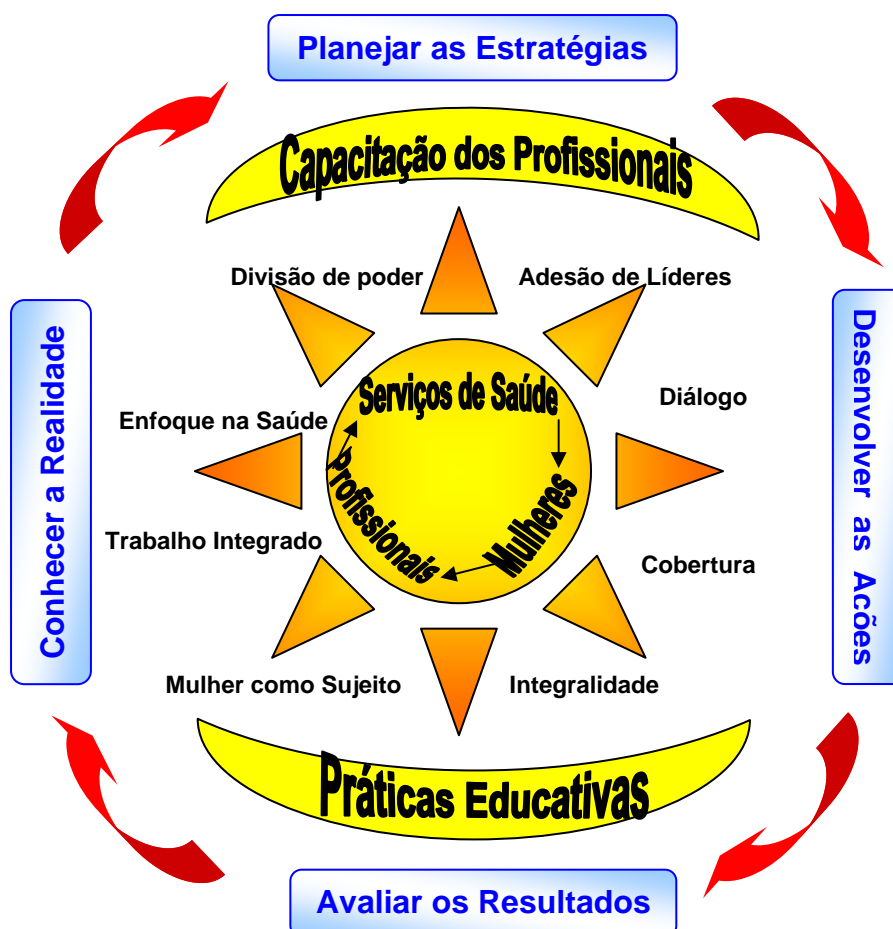 Planejar as Estratégias
Capacitação dos Profissionais
Divisão de poder
Adesão de Líderes
Serviços de Saúde
Diálogo
Enfoque na Saúde
Profissionais
Mulheres
Trabalho Integrado
Cobertura
Mulher como Sujeito
Integralidade
Conhecer a Realidade
Desenvolver as Acões
Práticas Educativas
Avaliar os Resultados